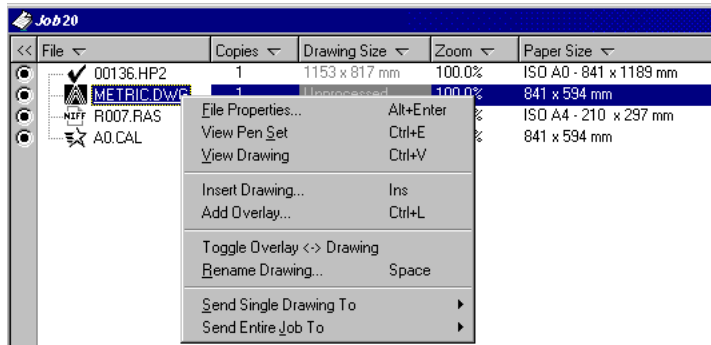 Job20
<< File Copies Drawing Size Zoom Paper Size
00136.HP2 1 1153 x 817 mm 100.0% ISO A0 - 841 x 1189 mm
METRIC.DWG 1 Unprocessed 100.0% 841 x 594 mm
NIFF R007.RAS % ISO A4 - 210 x 297 mm
A0.CAL % 841 x 594 mm
File Properties... Alt+Enter
View Pen Set Ctrl+E
View Drawing Ctrl+V
Insert Drawing... Ins
Add Overlay... Ctrl+L
Toggle Overlay <-> Drawing
Rename Drawing... Space
Send Single Drawing To
Send Entire Job To